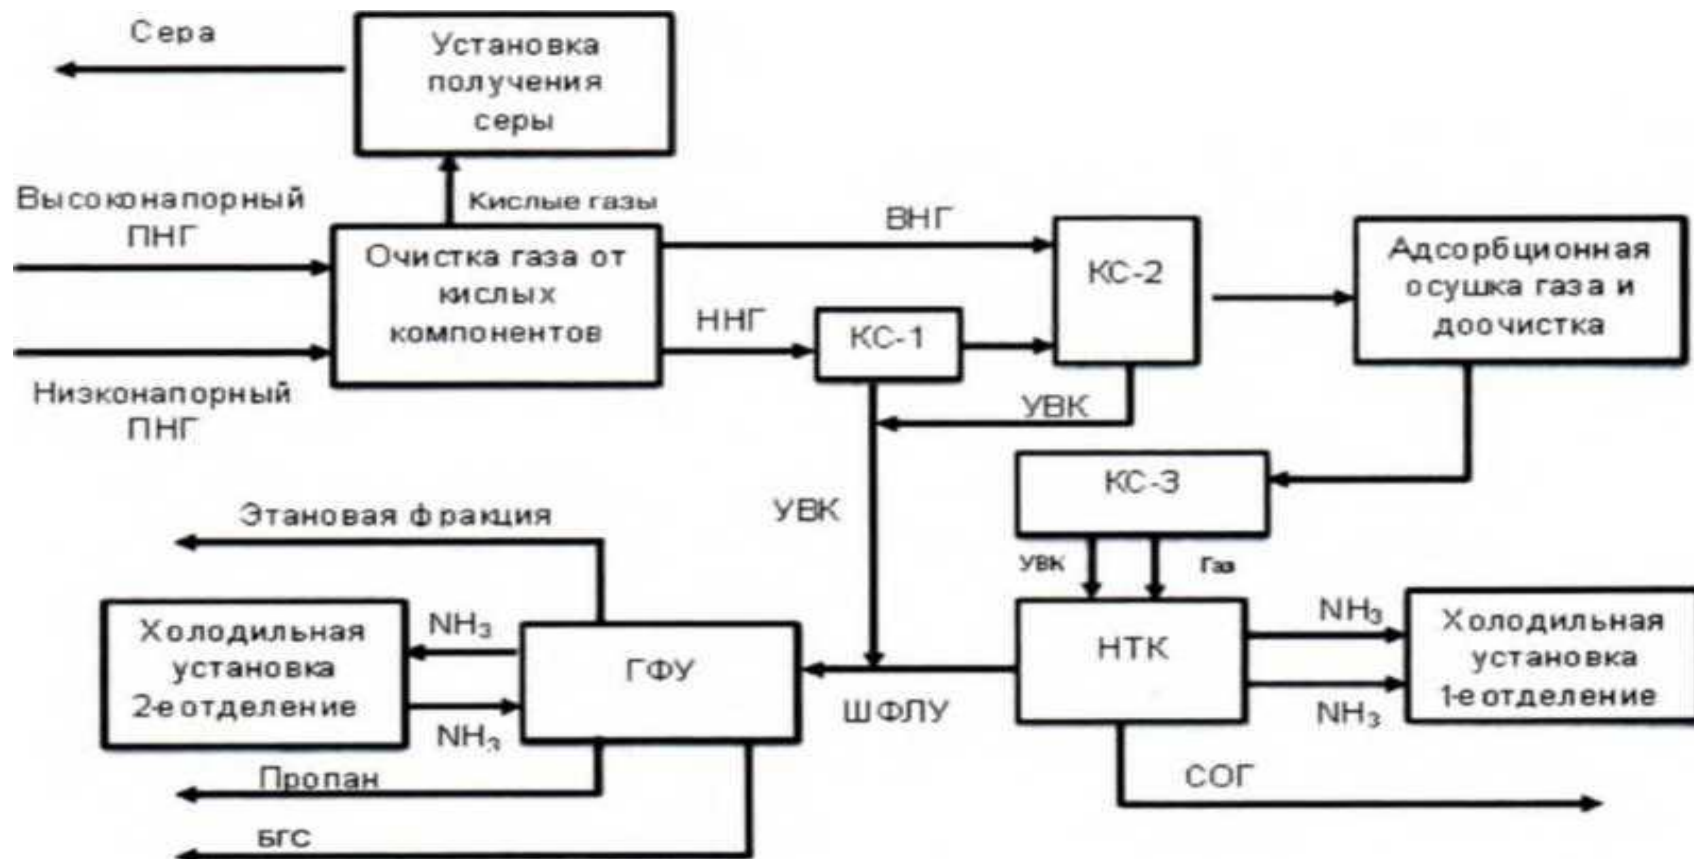 Сера
Установка
получения
серы
Высоконапорный
ПНГ
Кислые газы
Очистка газа от
кислых
компонентов
Низконапорный
ПНГ
ВНГ
ННГ
КС-1
КС-2
Адсорбционная
осушка газа и
доочистка
УВК
КС-3
УВК
УВК
Газ
Этановая фракция
Холодильная
установка
2-е отделение
NH3
NH3
ГФУ
ШФЛУ
НТК
NH3
NH3
Холодильная
установка
1-е отделение
Пропан
БГС
СОГ